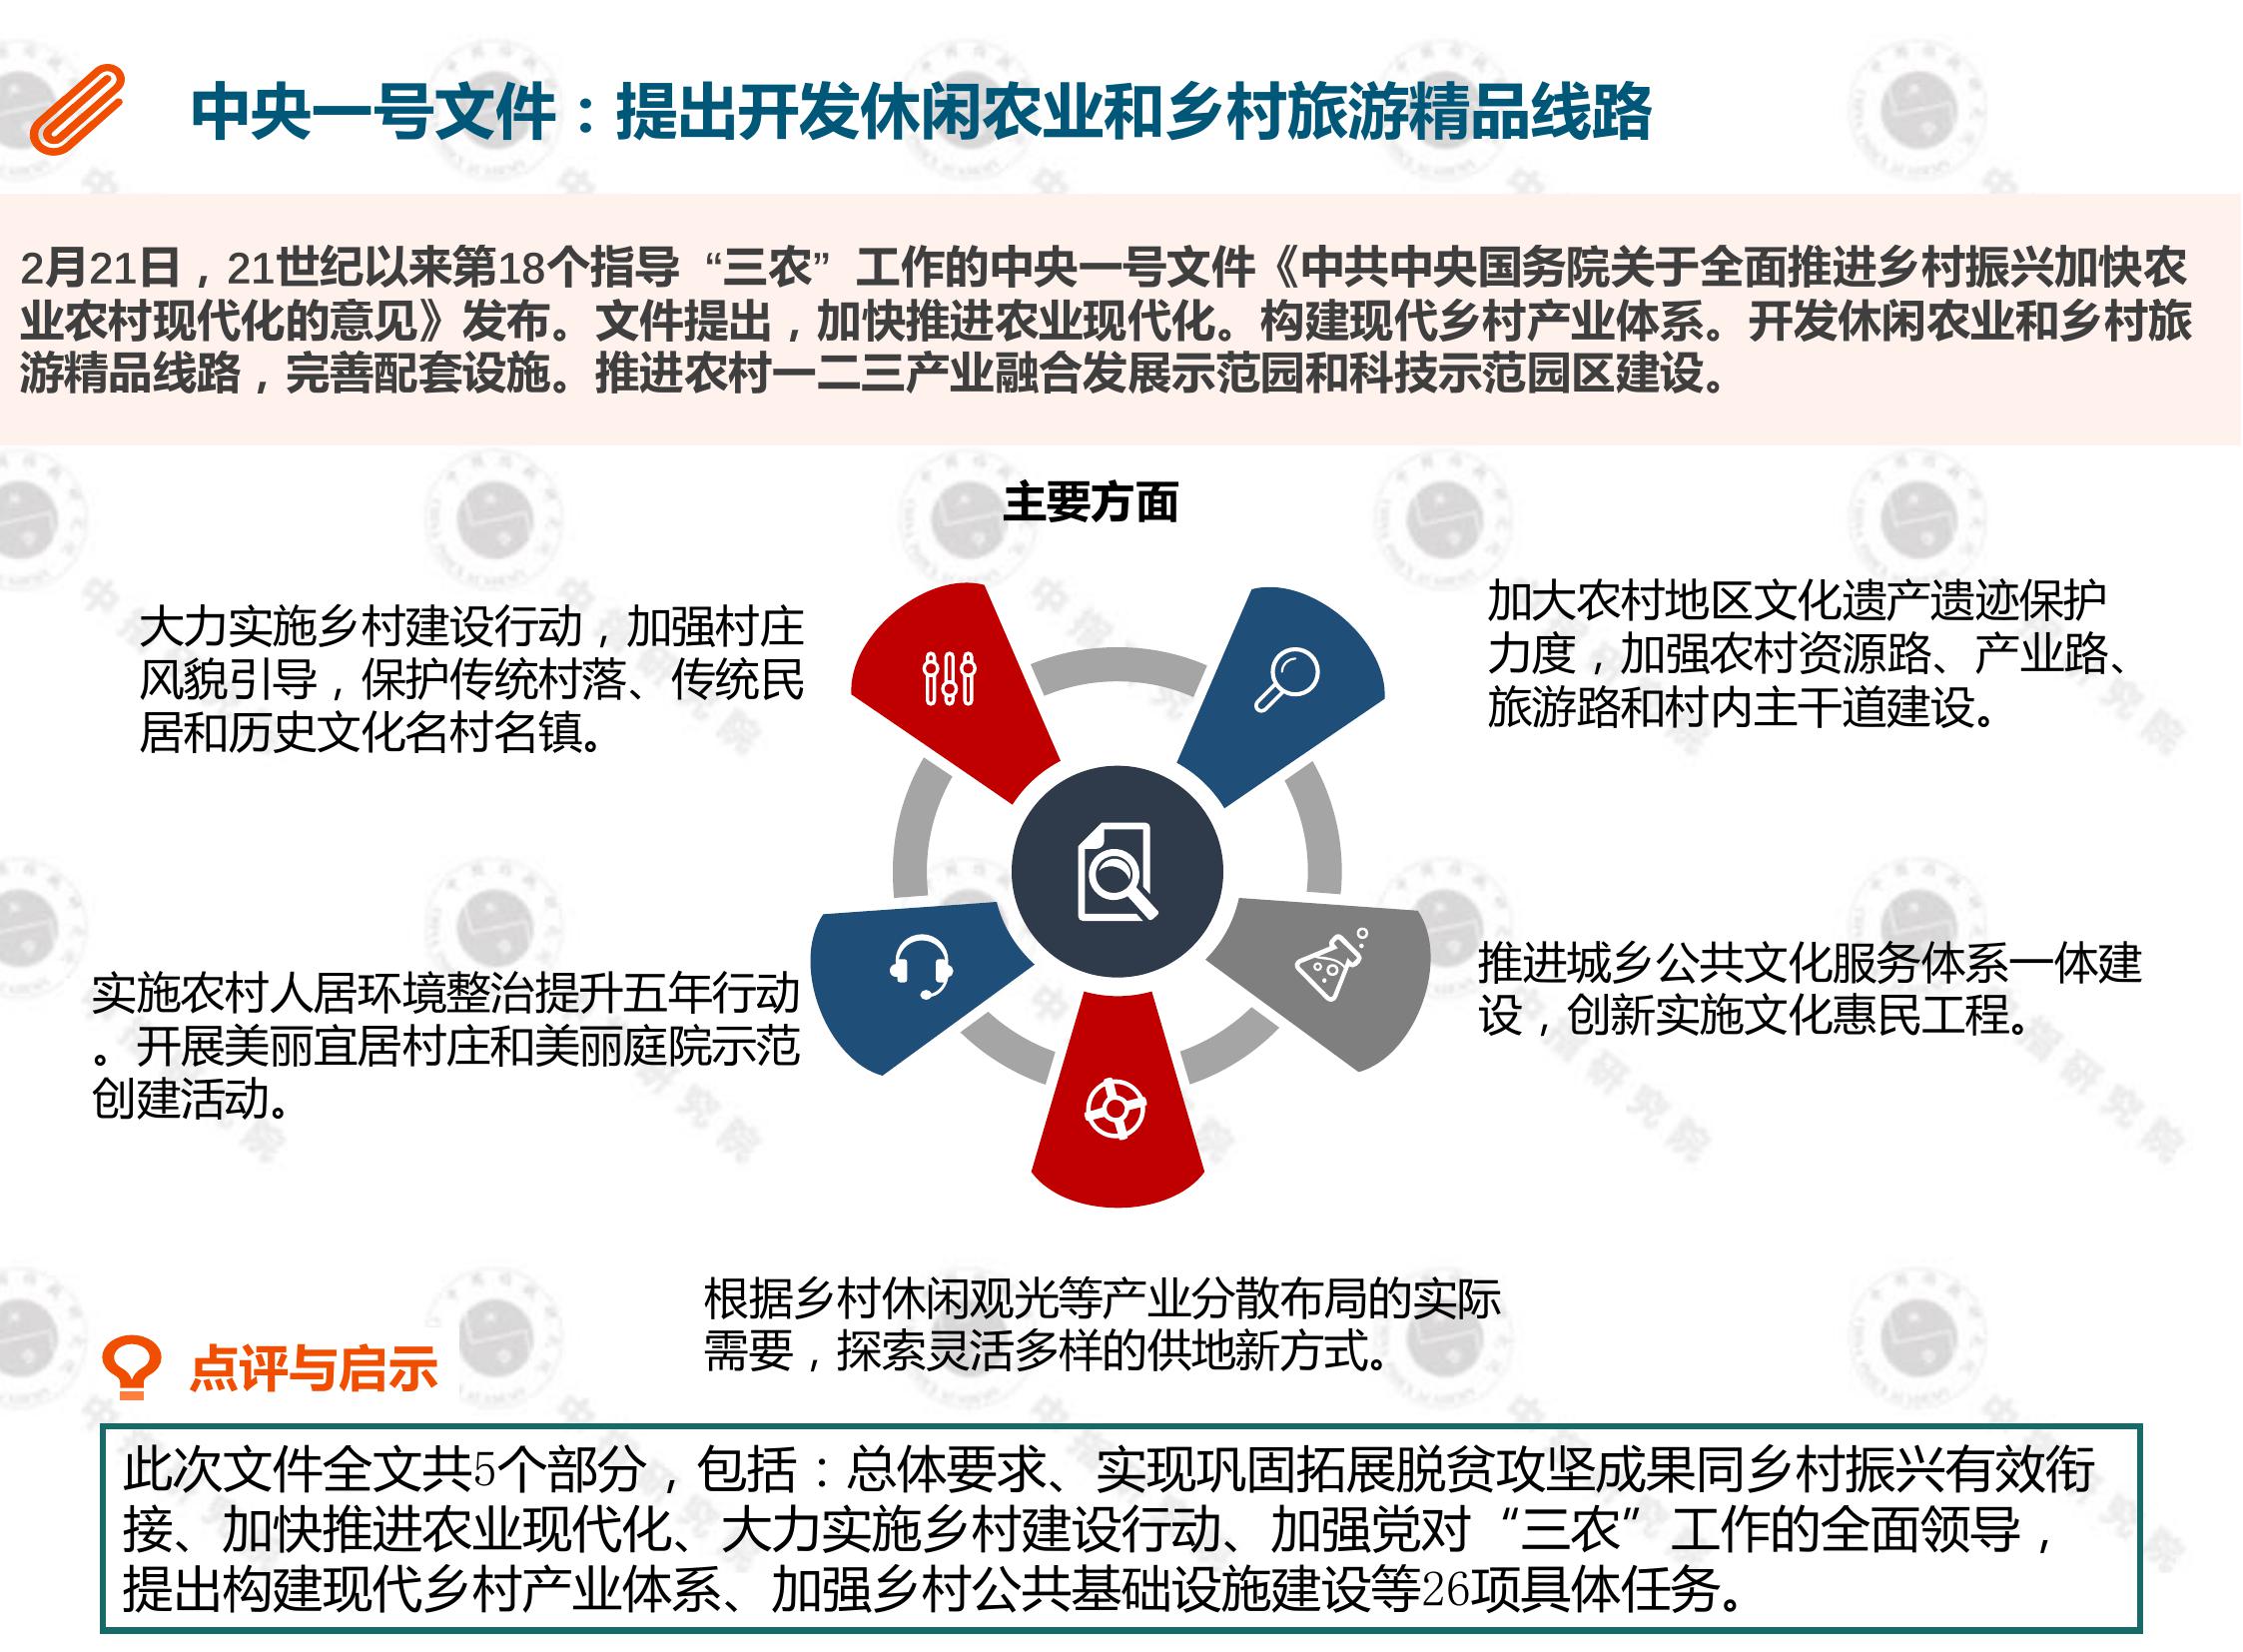 中央一号文件：提出开发休闲农业和乡村旅游精品线路
2月21日，21世纪以来第18个指导“三农”工作的中央一号文件《中共中央国务院关于全面推进乡村振兴加快农
业农村现代化的意见》发布。文件提出，加快推进农业现代化。构建现代乡村产业体系。开发休闲农业和乡村旅
游精品线路，完善配套设施。推进农村一二三产业融合发展示范园和科技示范园区建设。
主要方面
大力实施乡村建设行动，加强村庄
风貌引导，保护传统村落、传统民
居和历史文化名村名镇。
加大农村地区文化遗产遗迹保护
力度，加强农村资源路、产业路、
旅游路和村内主干道建设。
实施农村人居环境整治提升五年行动
。开展美丽宜居村庄和美丽庭院示范
创建活动。
推进城乡公共文化服务体系一体建
设，创新实施文化惠民工程。
根据乡村休闲观光等产业分散布局的实际
需要，探索灵活多样的供地新方式。
点评与启示
此次文件全文共5个部分，包括：总体要求、实现巩固拓展脱贫攻坚成果同乡村振兴有效衔
接、加快推进农业现代化、大力实施乡村建设行动、加强党对“三农”工作的全面领导，
提出构建现代乡村产业体系、加强乡村公共基础设施建设等26项具体任务。